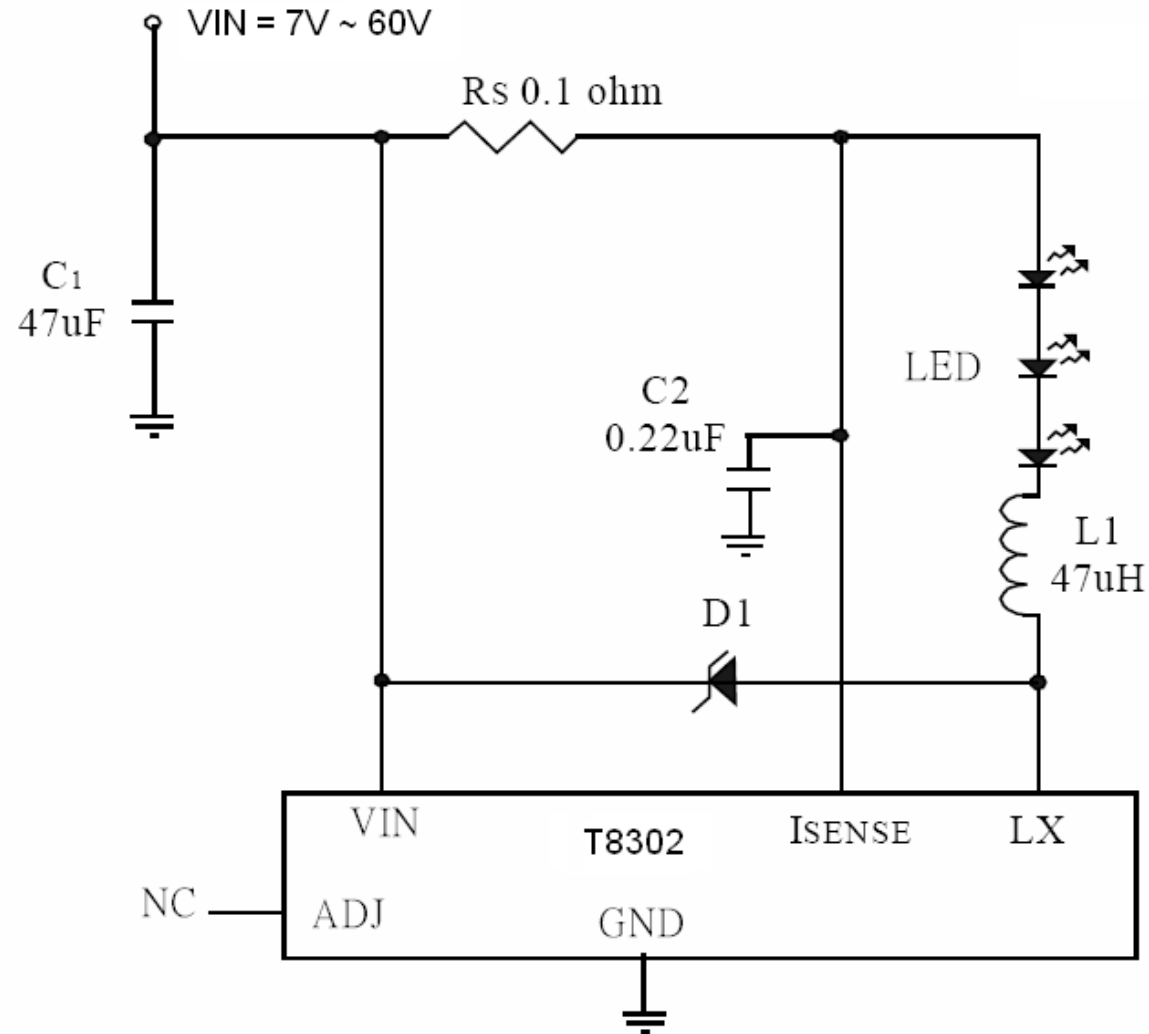 VIN = 7V ~ 60V
Rs 0.1 ohm
C1
47uF
LED
C2
0.22uF
L1
47uH
D1
VIN
T8302
ISENSE
LX
NC
ADJ
GND